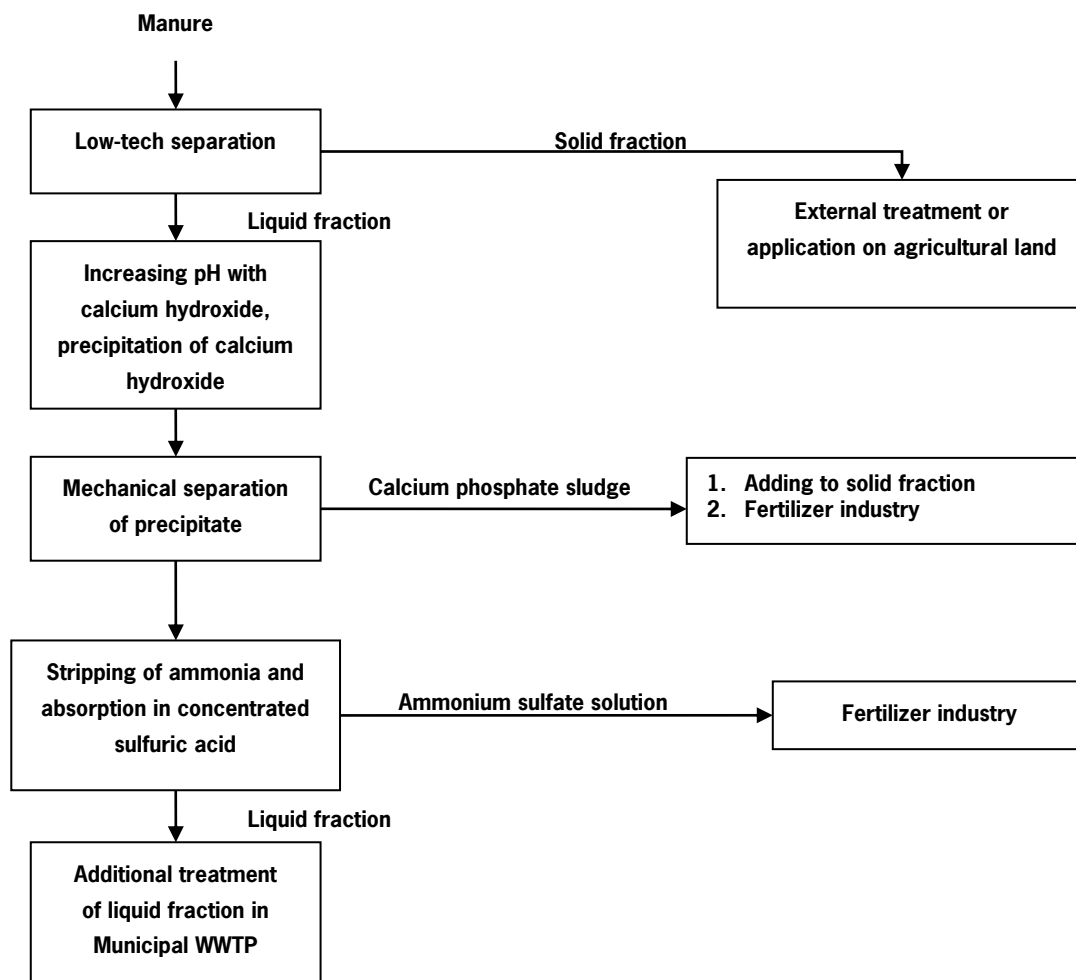 Manure
Low-tech separation
Solid fraction
External treatment or
application on agricultural land
Liquid fraction
Increasing pH with
calcium hydroxide,
precipitation of calcium
hydroxide
Mechanical separation
of precipitate
Calcium phosphate sludge
1. Adding to solid fraction
2. Fertilizer industry
Stripping of ammonia and
absorption in concentrated
sulfuric acid
Ammonium sulfate solution
Fertilizer industry
Liquid fraction
Additional treatment
of liquid fraction in
Municipal WWTP